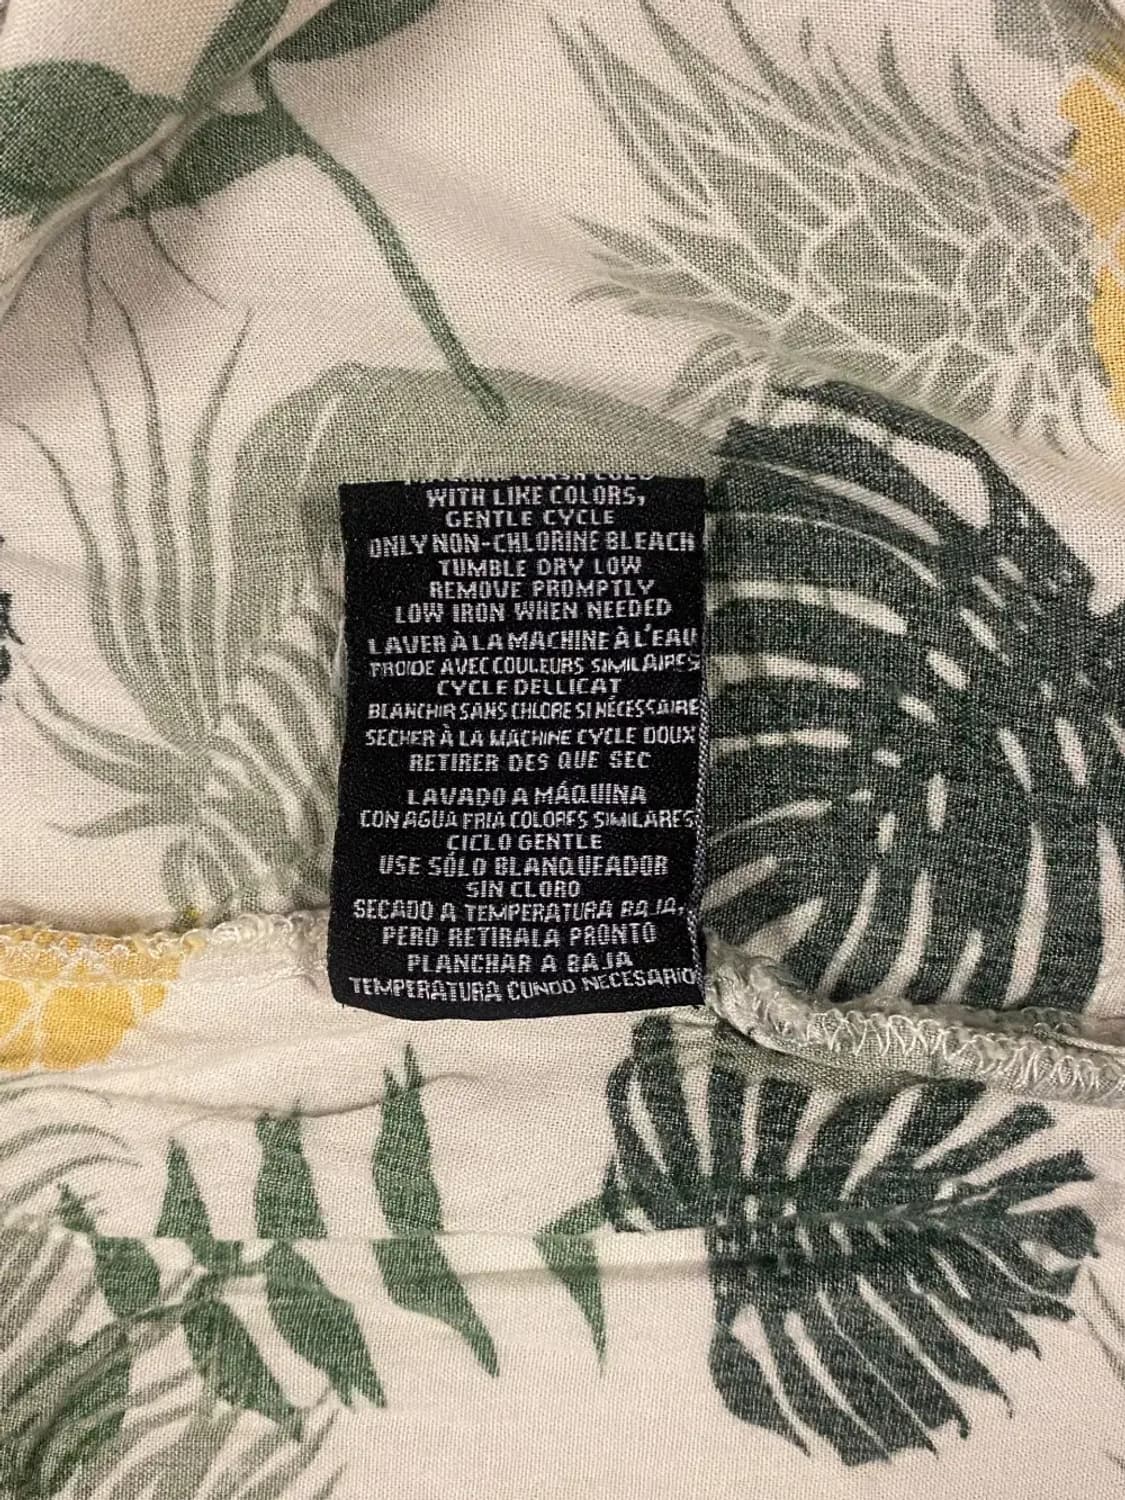 WITH LIKE COLORS,
GENTLE CYCLE
ONLY NON-CHLORINE BLEACH
TUMBLE DRY LOW
REMOVE PROMPTLY
LOW IRON WHEN NEEDED
LAVER À LA MACHINE À L'EAU
FROIDE AVEC COULEURS SIMILAIRES
CYCLE DELLICAT
BLANCHIR SANS CHLORE SI NÉCESSAIRE
SECHER À LA MACHINE CYCLE DOUX
RETIRER DES QUE SEC
LAVADO A MÁQUINA
CON AGUA FRIA COLORES SIMILARES
CICLO GENTLE
USE SÓLO BLANQUEADOR
SIN CLORO
SECADO A TEMPERATURA BAJA,
PERO RETIRALA PRONTO
PLANCHAR A BAJA
TEMPERATURA CUNDO NECESARIO